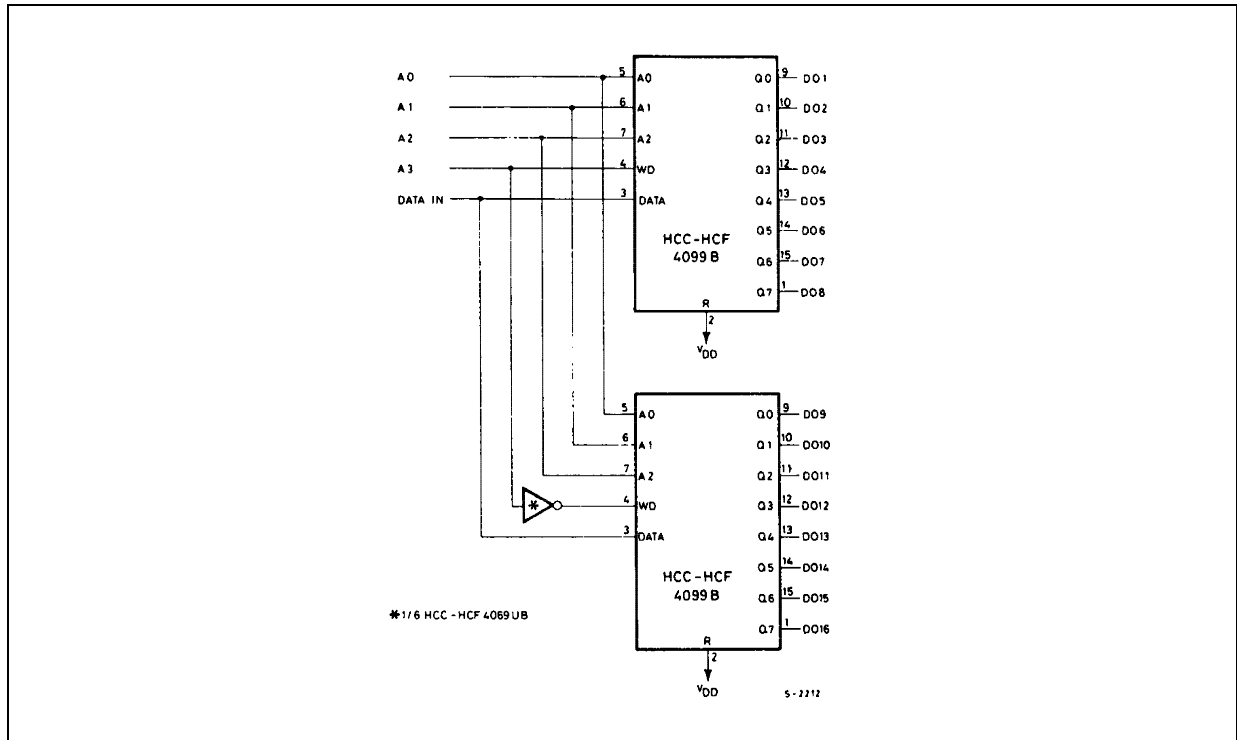 A0 5 A0 Q0 9 DO1
A1 6 A1 Q1 10 DO2
A2 7 A2 Q2 11 DO3
A3 4 WD Q3 12 DO4
DATA IN 3 DATA Q4 13 DO5
Q5 14 DO6
HCC-HCF
4099B
Q6 15 DO7
Q7 1 DO8
R
2
VDD
5 A0 Q0 9 DO9
6 A1 Q1 10 DO10
7 A2 Q2 11 DO11
* 4 WD Q3 12 DO12
3 DATA Q4 13 DO13
Q5 14 DO14
HCC-HCF
4099B
Q6 15 DO15
*1/6 HCC-HCF 4069UB
Q7 1 DO16
R
2
VDD
S-2212